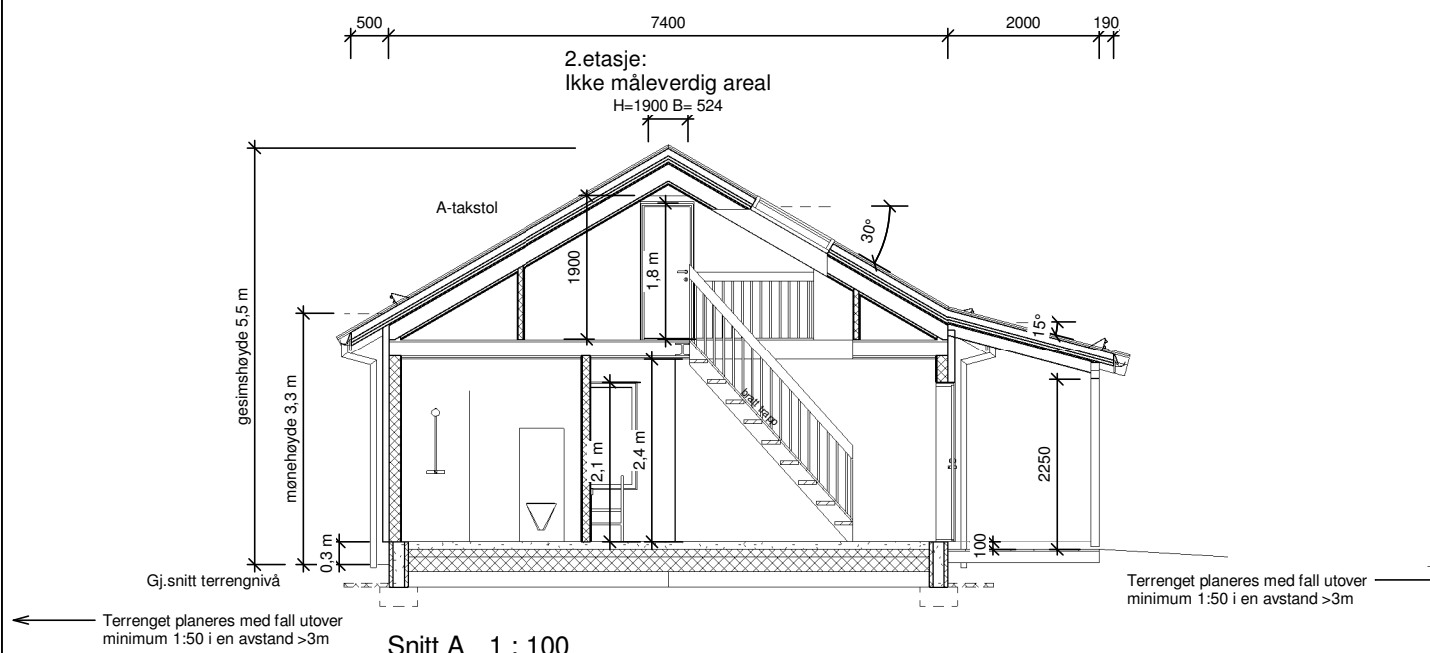 500
7400
2000
190
2.etasje:
Ikke måleverdig areal
H=1900 B= 524
A-takstol
30°
1900
1,8 m
15°
gesimshøyde 5,5 m
mønehøyde 3,3 m
bratt trapp
2,1 m
2,4 m
2250
0,3 m
100
Gj.snitt terrengnivå
Terrenget planeres med fall utover
minimum 1:50 i en avstand >3m
Terrenget planeres med fall utover
minimum 1:50 i en avstand >3m
Snitt A 1 : 100